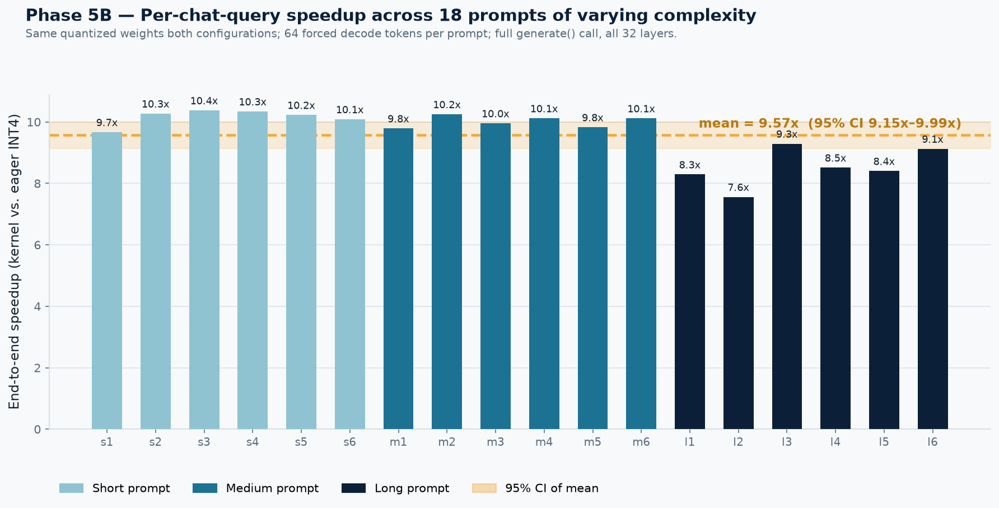 Phase 5B — Per-chat-query speedup across 18 prompts of varying complexity
Same quantized weights both configurations; 64 forced decode tokens per prompt; full generate() call, all 32 layers.
End-to-end speedup (kernel vs. eager INT4)
10
8
6
4
2
0
9.7x
10.3x
10.4x
10.3x
10.2x
10.1x
9.8x
10.2x
10.0x
10.1x
9.8x
10.1x
8.3x
7.6x
9.3x
8.5x
8.4x
9.1x
mean = 9.57x (95% CI 9.15x–9.99x)
s1 s2 s3 s4 s5 s6 m1 m2 m3 m4 m5 m6 l1 l2 l3 l4 l5 l6
Short prompt Medium prompt Long prompt 95% CI of mean